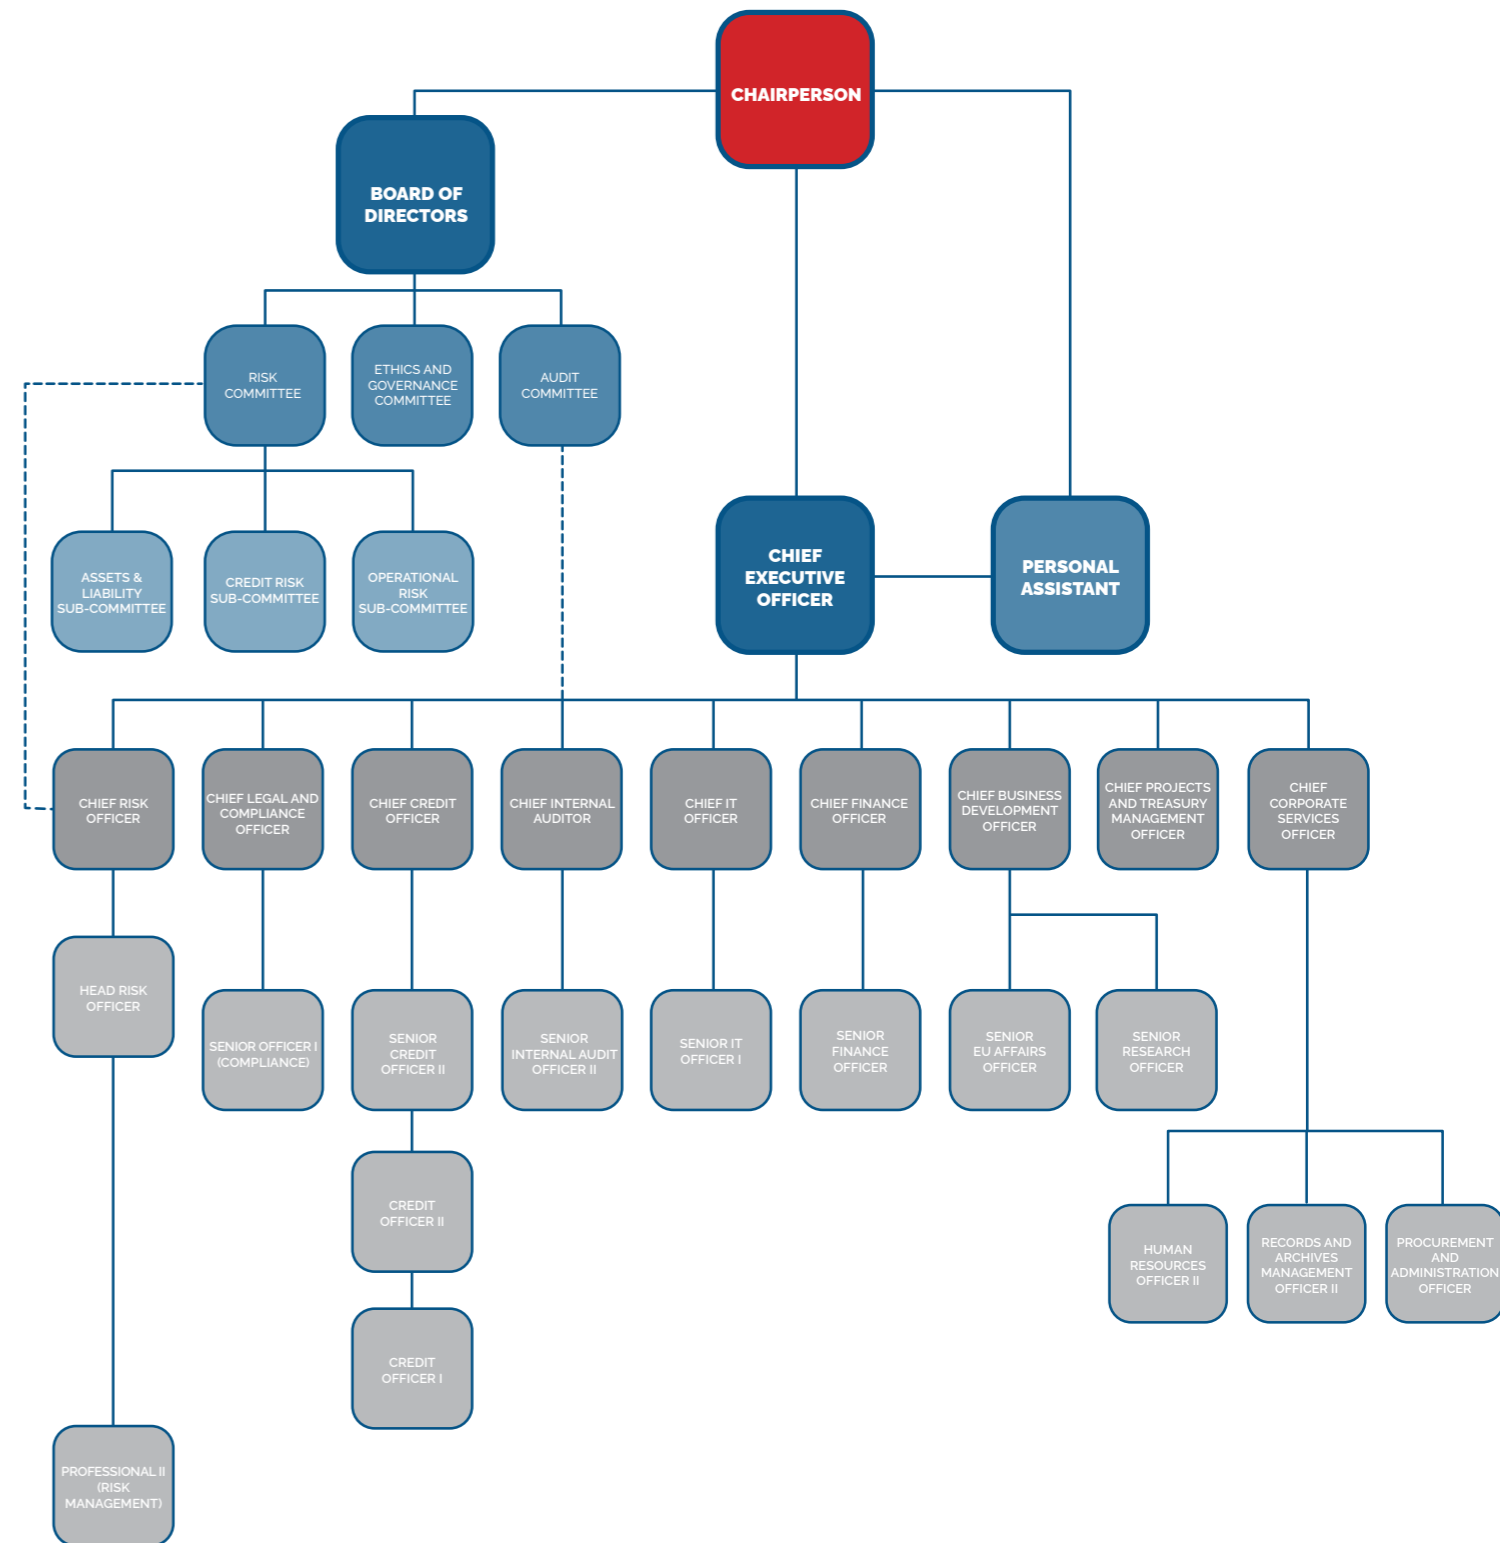 CHAIRPERSON
BOARD OF
DIRECTORS
RISK
COMMITTEE
ETHICS AND
GOVERNANCE
COMMITTEE
AUDIT
COMMITTEE
ASSETS &
LIABILITY
SUB-COMMITTEE
CREDIT RISK
SUB-COMMITTEE
OPERATIONAL
RISK
SUB-COMMITTEE
CHIEF
EXECUTIVE
OFFICER
PERSONAL
ASSISTANT
CHIEF RISK
OFFICER
CHIEF LEGAL AND
COMPLIANCE
OFFICER
CHIEF CREDIT
OFFICER
CHIEF INTERNAL
AUDITOR
CHIEF IT
OFFICER
CHIEF FINANCE
OFFICER
CHIEF BUSINESS
DEVELOPMENT
OFFICER
CHIEF PROJECTS
AND TREASURY
MANAGEMENT
OFFICER
CHIEF
CORPORATE
SERVICES
OFFICER
HEAD RISK
OFFICER
SENIOR OFFICER I
(COMPLIANCE)
SENIOR
CREDIT
OFFICER II
SENIOR
INTERNAL AUDIT
OFFICER II
SENIOR IT
OFFICER I
SENIOR
FINANCE
OFFICER
SENIOR
EU AFFAIRS
OFFICER
SENIOR
RESEARCH
OFFICER
CREDIT
OFFICER II
HUMAN
RESOURCES
OFFICER II
RECORDS AND
ARCHIVES
MANAGEMENT
OFFICER II
PROCUREMENT
AND
ADMINISTRATION
OFFICER
CREDIT
OFFICER I
PROFESSIONAL II
(RISK
MANAGEMENT)